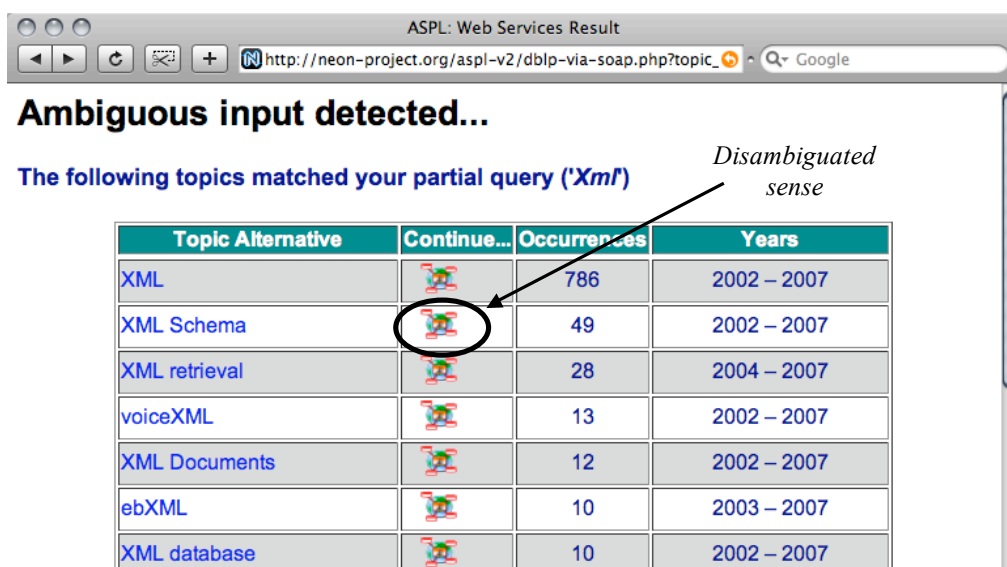 ASPL: Web Services Result
http://neon-project.org/aspl-v2/dblp-via-soap.php?topic_
Google
Ambiguous input detected...
The following topics matched your partial query ('Xml')
Disambiguated
sense
Topic Alternative Continue... Occurrences Years
XML 786 2002 – 2007
XML Schema 49 2002 – 2007
XML retrieval 28 2004 – 2007
voiceXML 13 2002 – 2007
XML Documents 12 2002 – 2007
ebXML 10 2003 – 2007
XML database 10 2002 – 2007